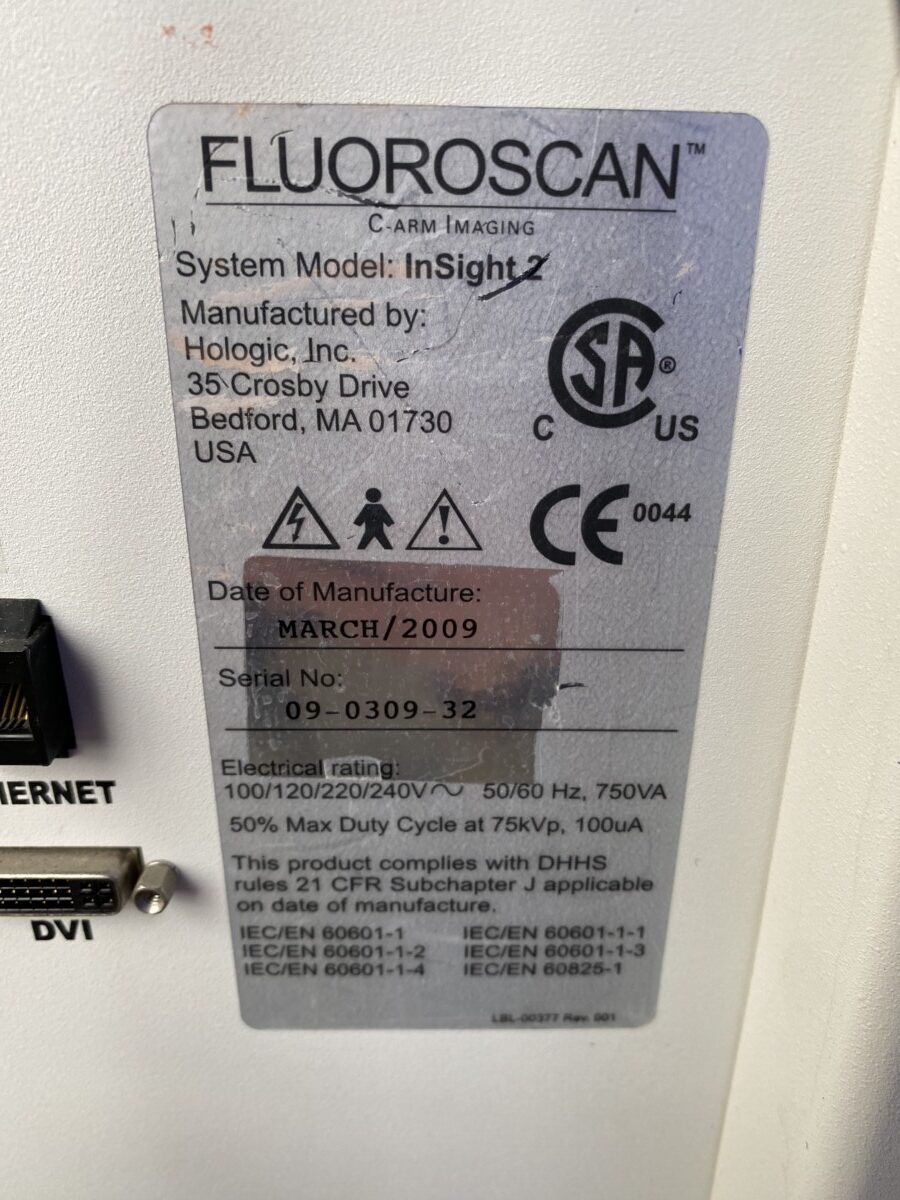 FLUOROSCAN™
C-ARM IMAGING
System Model: InSight 2
Manufactured by:
Hologic, Inc.
35 Crosby Drive
Bedford, MA 01730
USA
CSA®
C US
CE 0044
Date of Manufacture:
MARCH/2009
Serial No:
09-0309-32
Electrical rating:
100/120/220/240V～ 50/60 Hz, 750VA
50% Max Duty Cycle at 75kVp, 100uA
This product complies with DHHS
rules 21 CFR Subchapter J applicable
on date of manufacture.
IEC/EN 60601-1 IEC/EN 60601-1-1
IEC/EN 60601-1-2 IEC/EN 60601-1-3
IEC/EN 60601-1-4 IEC/EN 60825-1
LBL-00377 Rev. 001
HERNET
DVI